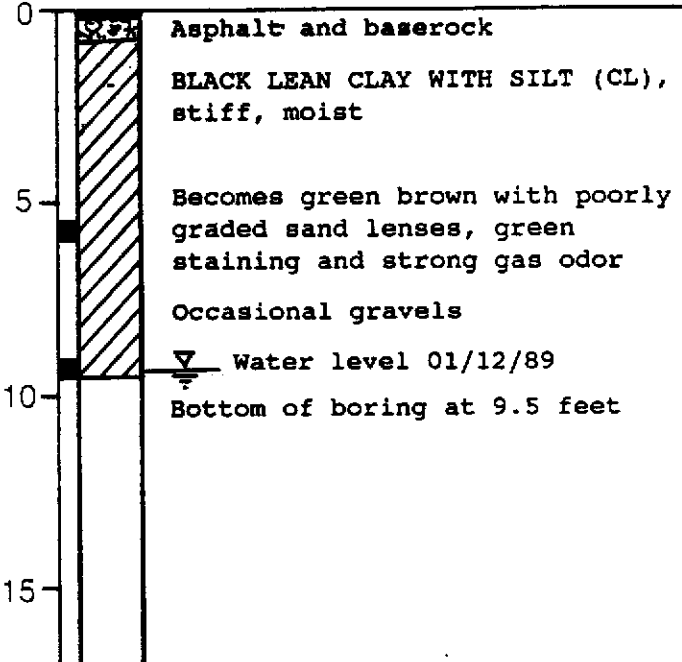 0
Asphalt and baserock
BLACK LEAN CLAY WITH SILT (CL),
stiff, moist
5
Becomes green brown with poorly
graded sand lenses, green
staining and strong gas odor
Occasional gravels
Water level 01/12/89
10
Bottom of boring at 9.5 feet
15